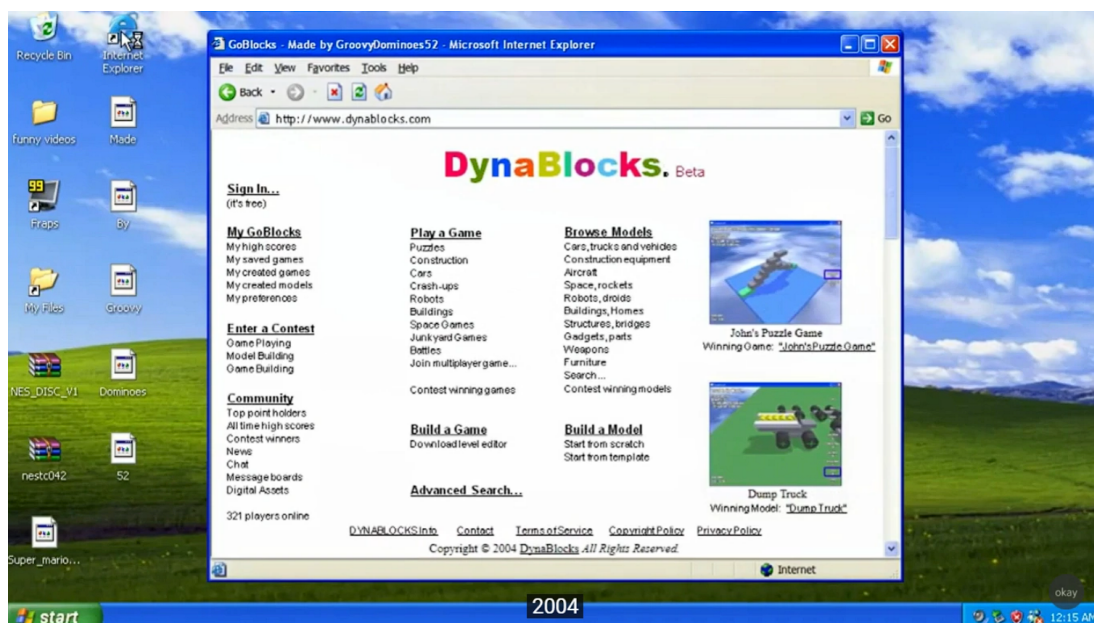 Recycle Bin
Internet
Explorer
funny videos
Made
99
Fraps
By
My Files
Groovy
NES_DISC_V1
Dominoes
nestc042
52
Super_mario...
GoBlocks - Made by GroovyDominoes52 - Microsoft Internet Explorer
File Edit View Favorites Tools Help
Back
Address http://www.dynablocks.com Go
DynaBlocks. Beta
Sign In...
(it's free)
My GoBlocks
My high scores
My saved games
My created games
My created models
My preferences
Enter a Contest
Game Playing
Model Building
Game Building
Community
Top point holders
All time high scores
Contest winners
News
Chat
Message boards
Digital Assets
321 players online
Play a Game
Puzzles
Construction
Cars
Crash-ups
Robots
Buildings
Space Games
Junkyard Games
Battles
Join multiplayer game...
Contest winning games
Build a Game
Download level editor
Advanced Search...
Browse Models
Cars, trucks and vehicles
Construction equipment
Aircraft
Space, rockets
Robots, droids
Buildings, Homes
Structures, bridges
Gadgets, parts
Weapons
Furniture
Search...
Contest winning models
Build a Model
Start from scratch
Start from template
John's Puzzle Game
Winning Game: "John's Puzzle Game"
Dump Truck
Winning Model: "Dump Truck"
DYNABLOCKS Info Contact Terms of Service Copyright Policy Privacy Policy
Copyright © 2004 DynaBlocks All Rights Reserved.
Internet
okay
start
2004
12:15 AM